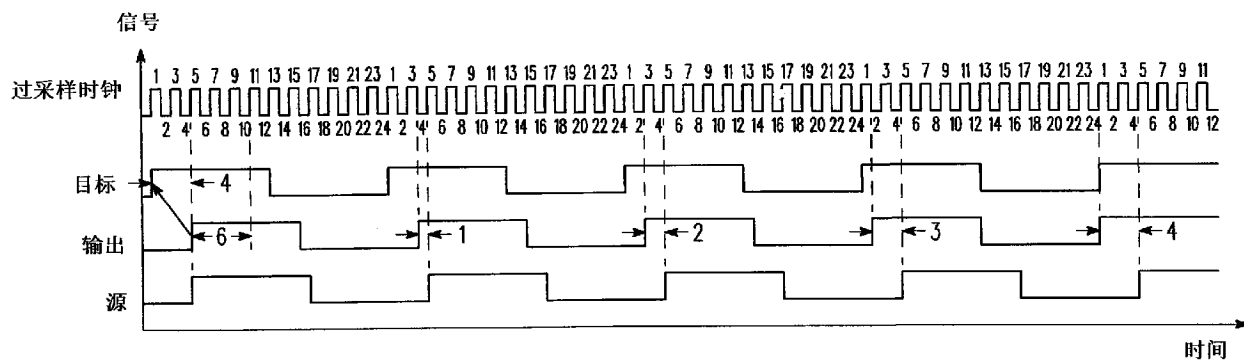 信号
1 3 5 7 9 11 13 15 17 19 21 23 1 3 5 7 9 11 13 15 17 19 21 23 1 3 5 7 9 11 13 15 17 19 21 23 1 3 5 7 9 11 13 15 17 19 21 23 1 3 5 7 9 11
过采样时钟
2 4 6 8 10 12 14 16 18 20 22 24 2 4 6 8 10 12 14 16 18 20 22 24 2 4 6 8 10 12 14 16 18 20 22 24 2 4 6 8 10 12 14 16 18 20 22 24 2 4 6 8 10 12
目标 4
输出 6 1 2 3 4
源
时间